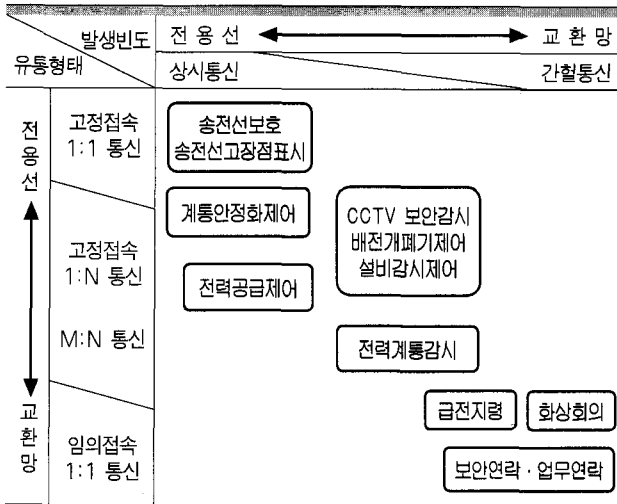 발생빈도
유통형태
전용선 교환망
상시통신 간헐통신
전용선
교환망
고정접속
1:1 통신
고정접속
1:N 통신
M:N 통신
임의접속
1:1 통신
송전선보호
송전선고장점표시
계통안정화제어
CCTV 보안감시
배전개폐기제어
설비감시제어
전력공급제어
전력계통감시
급전지령
화상회의
보안연락·업무연락